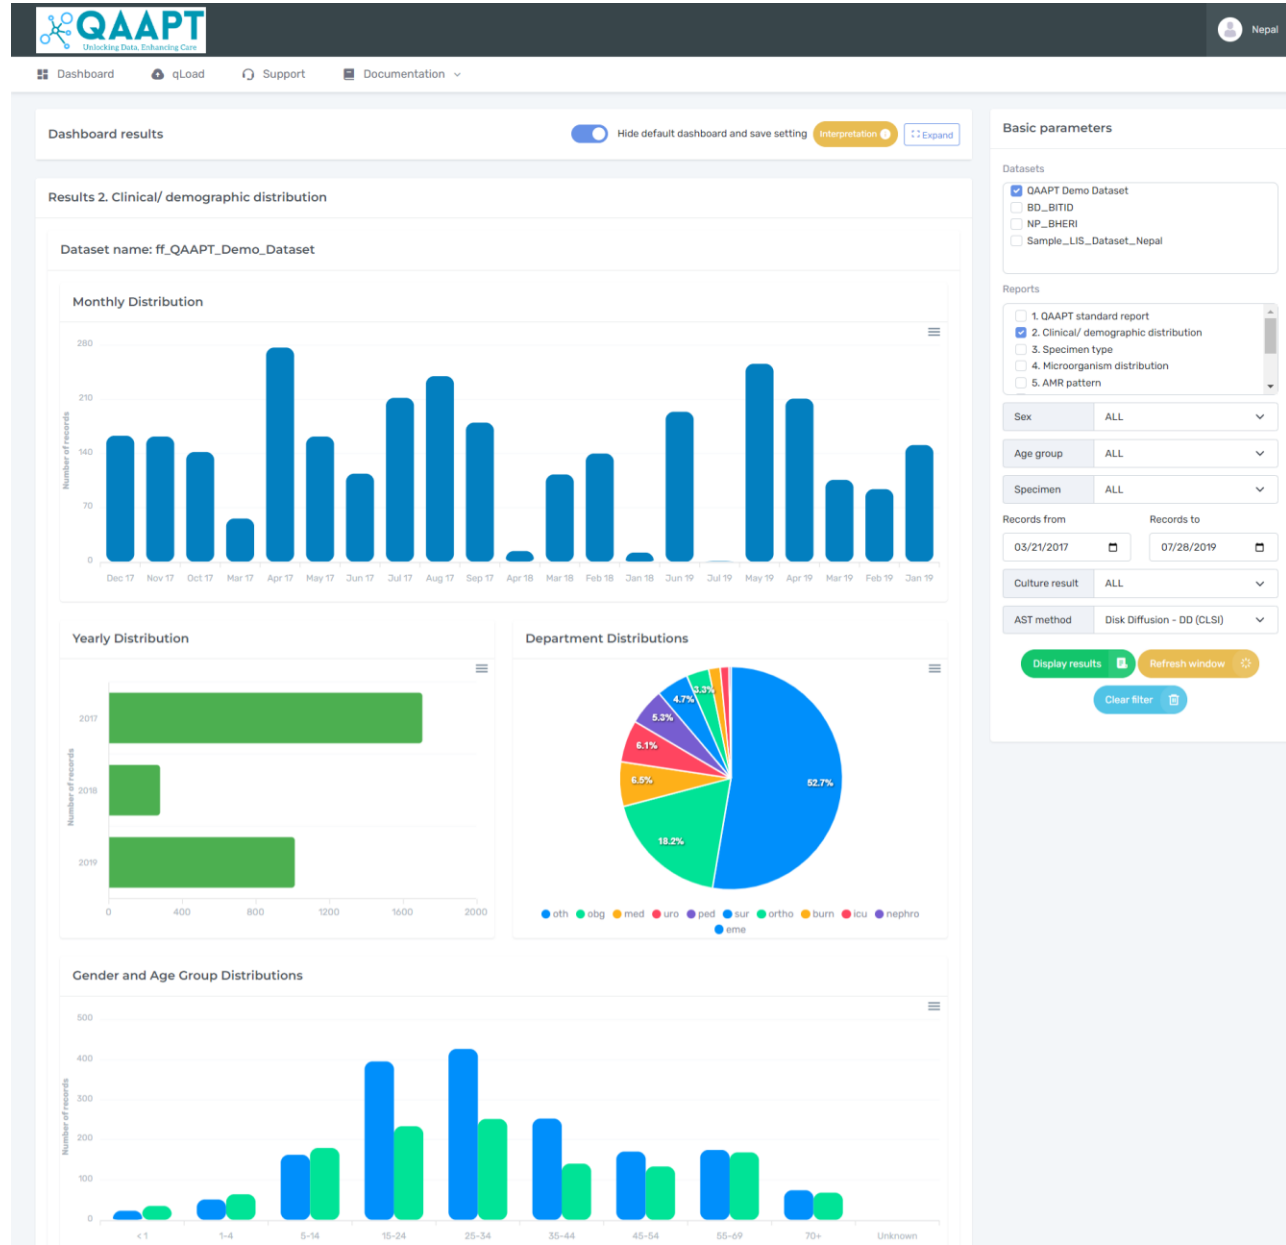 QAAPT
Unlocking Data, Enhancing Care
Nepal
Dashboard qLoad Support Documentation
Dashboard results
Hide default dashboard and save setting
Interpretation
Expand
Results 2. Clinical/ demographic distribution
Dataset name: ff_QAAPT_Demo_Dataset
Monthly Distribution
280
210
140
70
0
Number of records
Dec 17 Nov 17 Oct 17 Mar 17 Apr 17 May 17 Jun 17 Jul 17 Aug 17 Sep 17 Apr 18 Mar 18 Feb 18 Jan 18 Jun 19 Jul 19 May 19 Apr 19 Mar 19 Feb 19 Jan 19
Yearly Distribution
2017
2018
2019
Number of records
0 400 800 1200 1600 2000
Department Distributions
3.3%
4.7%
5.3%
6.1%
6.5%
52.7%
18.2%
oth obg med uro ped sur ortho burn icu nephro
eme
Gender and Age Group Distributions
500
400
300
200
100
0
Number of records
< 1 1-4 5-14 15-24 25-34 35-44 45-54 55-69 70+ Unknown
Basic parameters
Datasets
QAAPT Demo Dataset
BD_BITID
NP_BHERI
Sample_LIS_Dataset_Nepal
Reports
1. QAAPT standard report
2. Clinical/ demographic distribution
3. Specimen type
4. Microorganism distribution
5. AMR pattern
Sex ALL
Age group ALL
Specimen ALL
Records from Records to
03/21/2017 07/28/2019
Culture result ALL
AST method Disk Diffusion - DD (CLSI)
Display results Refresh window
Clear filter